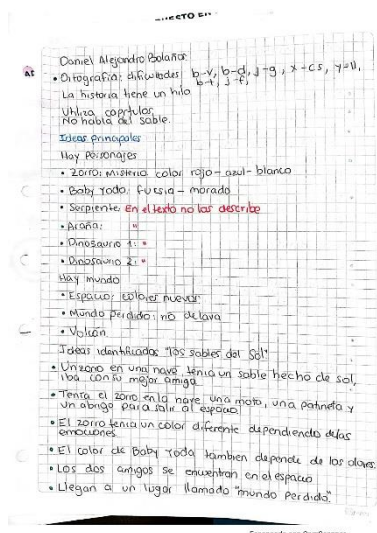 Daniel Alejandro Bolaños
A5
• Ortografía: dificultades b-v, b-d, j-g, x-cs, y=ll,
b-t, j-f,
La historia tiene un hilo
Utiliza capítulos
No habla del sable.
Ideas Principales
Hay Personajes
• Zorro: Misterio color rojo - azul - blanco
• Baby Yoda: fucsia - morado
• Serpiente: En el texto no las describe
• Araña: "
• Dinosaurio 1: "
• Dinosaurio 2: "
Hay mundo
• Espacio: colores nuevos
• Mundo perdido: no de lava
• Volcán
Ideas identificadas "los sables del Sol"
• Un zorro en una nave tenía un sable hecho de sol,
iba con su mejor amiga
• Tenía el zorro en la nave una moto, una patineta y
un abrigo para salir al espacio
• El zorro tenía un color diferente dependiendo de las
emociones
• El color de Baby Yoda tambien depende de los olores.
• Los dos amigos se encuentran en el espacio
• Llegan a un lugar llamado "mundo perdido".